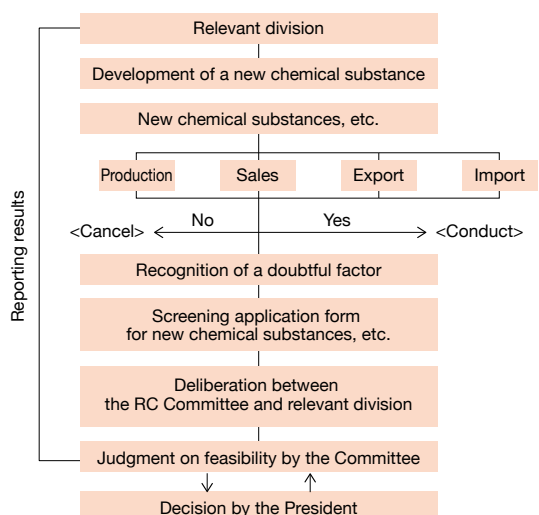 Relevant division
Development of a new chemical substance
New chemical substances, etc.
Production
Sales
Export
Import
No
Yes
<Cancel>
<Conduct>
Recognition of a doubtful factor
Screening application form
for new chemical substances, etc.
Deliberation between
the RC Committee and relevant division
Judgment on feasibility by the Committee
Decision by the President
Reporting results